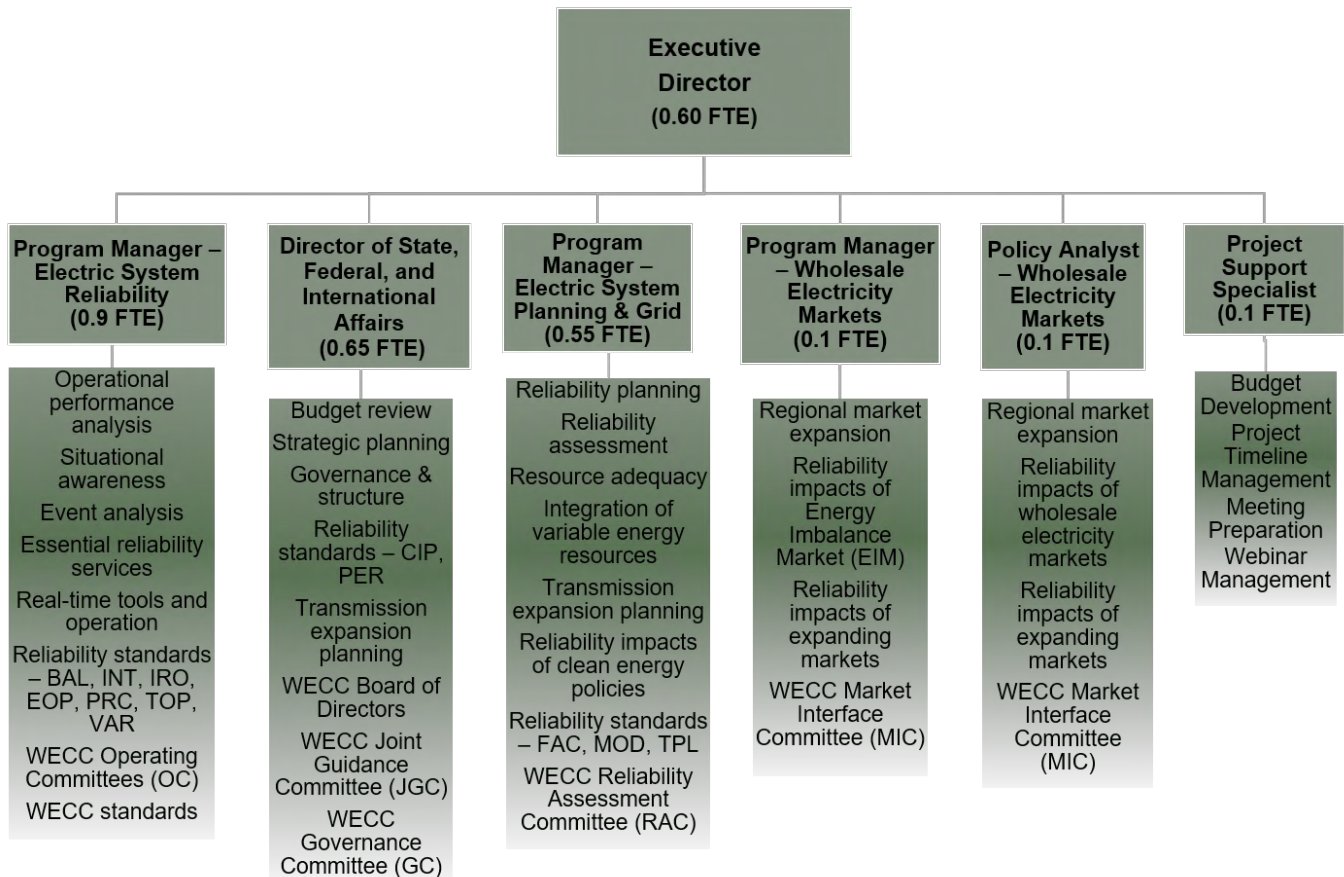 Executive
Director
(0.60 FTE)
Program Manager –
Electric System
Reliability
(0.9 FTE)
Operational
performance
analysis
Situational
awareness
Event analysis
Essential reliability
services
Real-time tools and
operation
Reliability standards
– BAL, INT, IRO,
EOP, PRC, TOP,
VAR
WECC Operating
Committees (OC)
WECC standards
Director of State,
Federal, and
International
Affairs
(0.65 FTE)
Budget review
Strategic planning
Governance &
structure
Reliability
standards – CIP,
PER
Transmission
expansion
planning
WECC Board of
Directors
WECC Joint
Guidance
Committee (JGC)
WECC
Governance
Committee (GC)
Program
Manager –
Electric System
Planning & Grid
(0.55 FTE)
Reliability planning
Reliability
assessment
Resource adequacy
Integration of
variable energy
resources
Transmission
expansion planning
Reliability impacts
of clean energy
policies
Reliability standards
– FAC, MOD, TPL
WECC Reliability
Assessment
Committee (RAC)
Program Manager
– Wholesale
Electricity
Markets
(0.1 FTE)
Regional market
expansion
Reliability
impacts of
Energy
Imbalance
Market (EIM)
Reliability
impacts of
expanding
markets
WECC Market
Interface
Committee (MIC)
Policy Analyst
– Wholesale
Electricity
Markets
(0.1 FTE)
Regional market
expansion
Reliability
impacts of
wholesale
electricity
markets
Reliability
impacts of
expanding
markets
WECC Market
Interface
Committee
(MIC)
Project
Support
Specialist
(0.1 FTE)
Budget
Development
Project
Timeline
Management
Meeting
Preparation
Webinar
Management